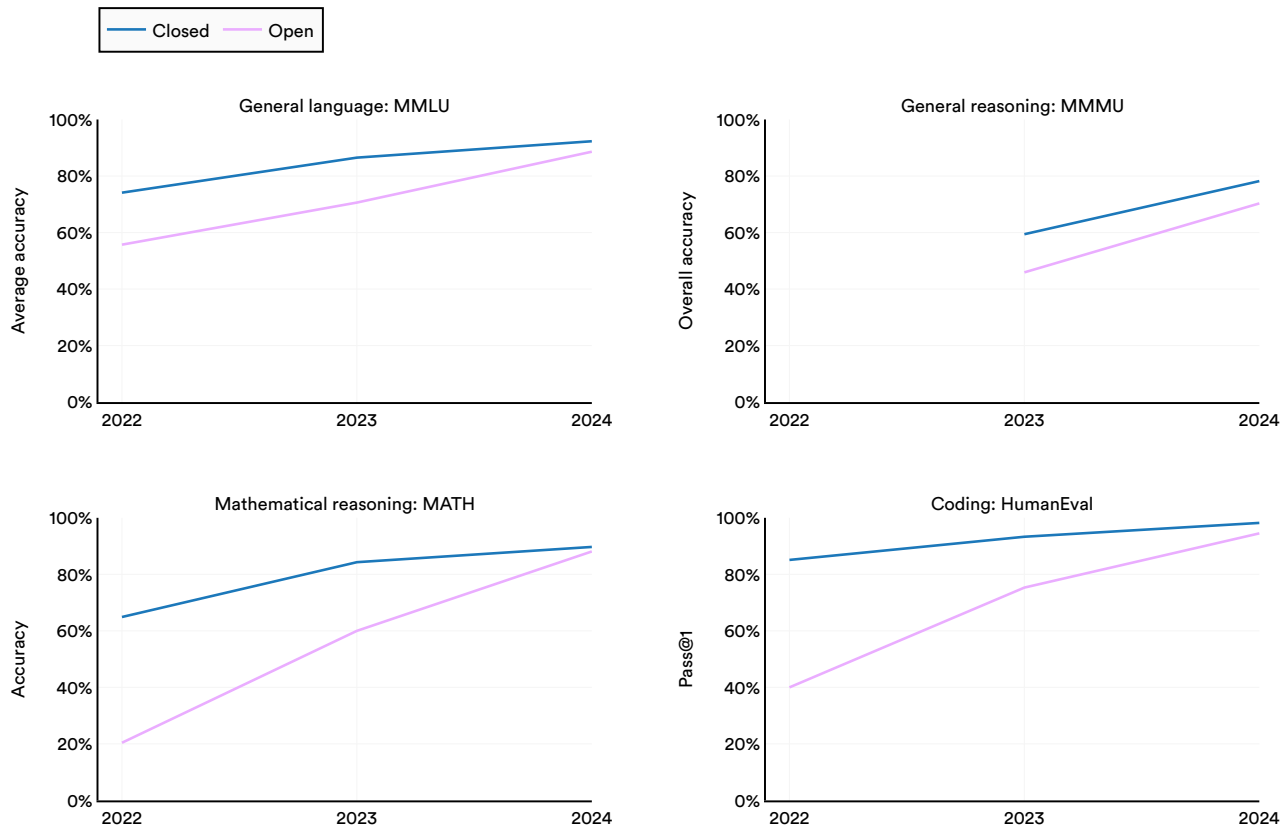 Closed Open
General language: MMLU
Average accuracy
100%
80%
60%
40%
20%
0%
2022 2023 2024
General reasoning: MMMU
Overall accuracy
100%
80%
60%
40%
20%
0%
2022 2023 2024
Mathematical reasoning: MATH
Accuracy
100%
80%
60%
40%
20%
0%
2022 2023 2024
Coding: HumanEval
Pass@1
100%
80%
60%
40%
20%
0%
2022 2023 2024